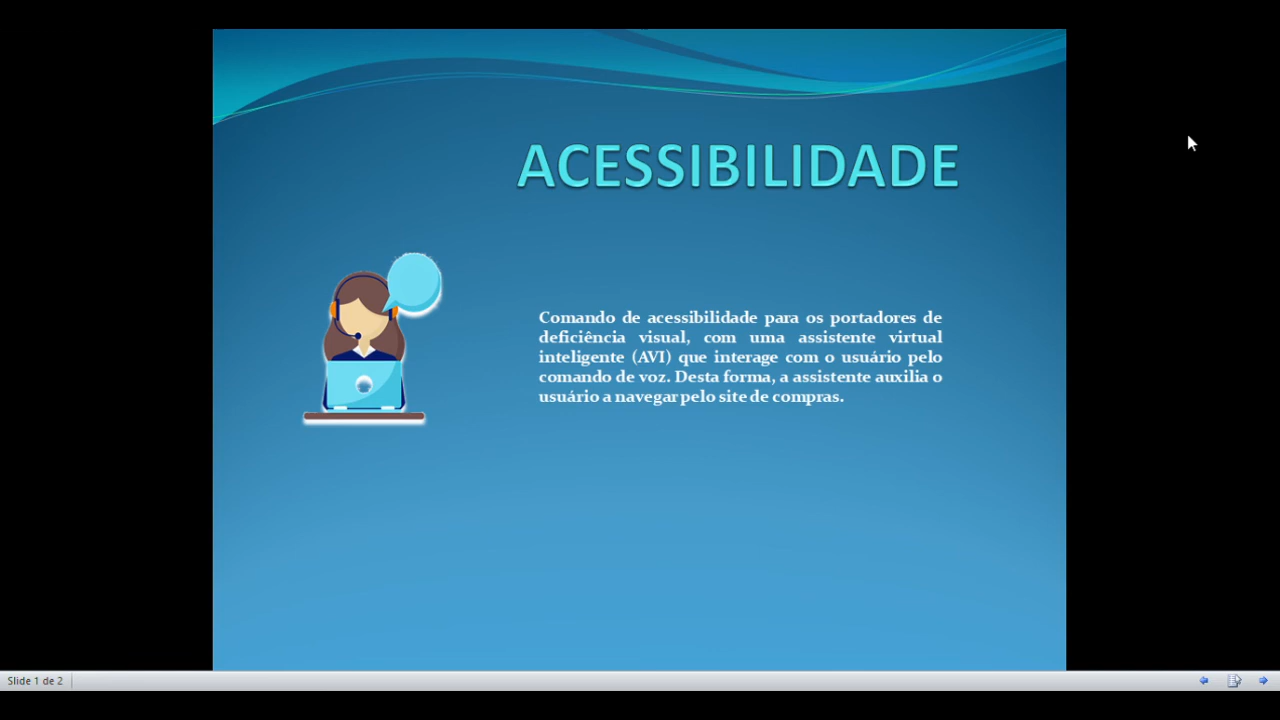 ACESSIBILIDADE
Comando de acessibilidade para os portadores de
deficiência visual, com uma assistente virtual
inteligente (AVI) que interage com o usuário pelo
comando de voz. Desta forma, a assistente auxilia o
usuário a navegar pelo site de compras.
Slide 1 de 2